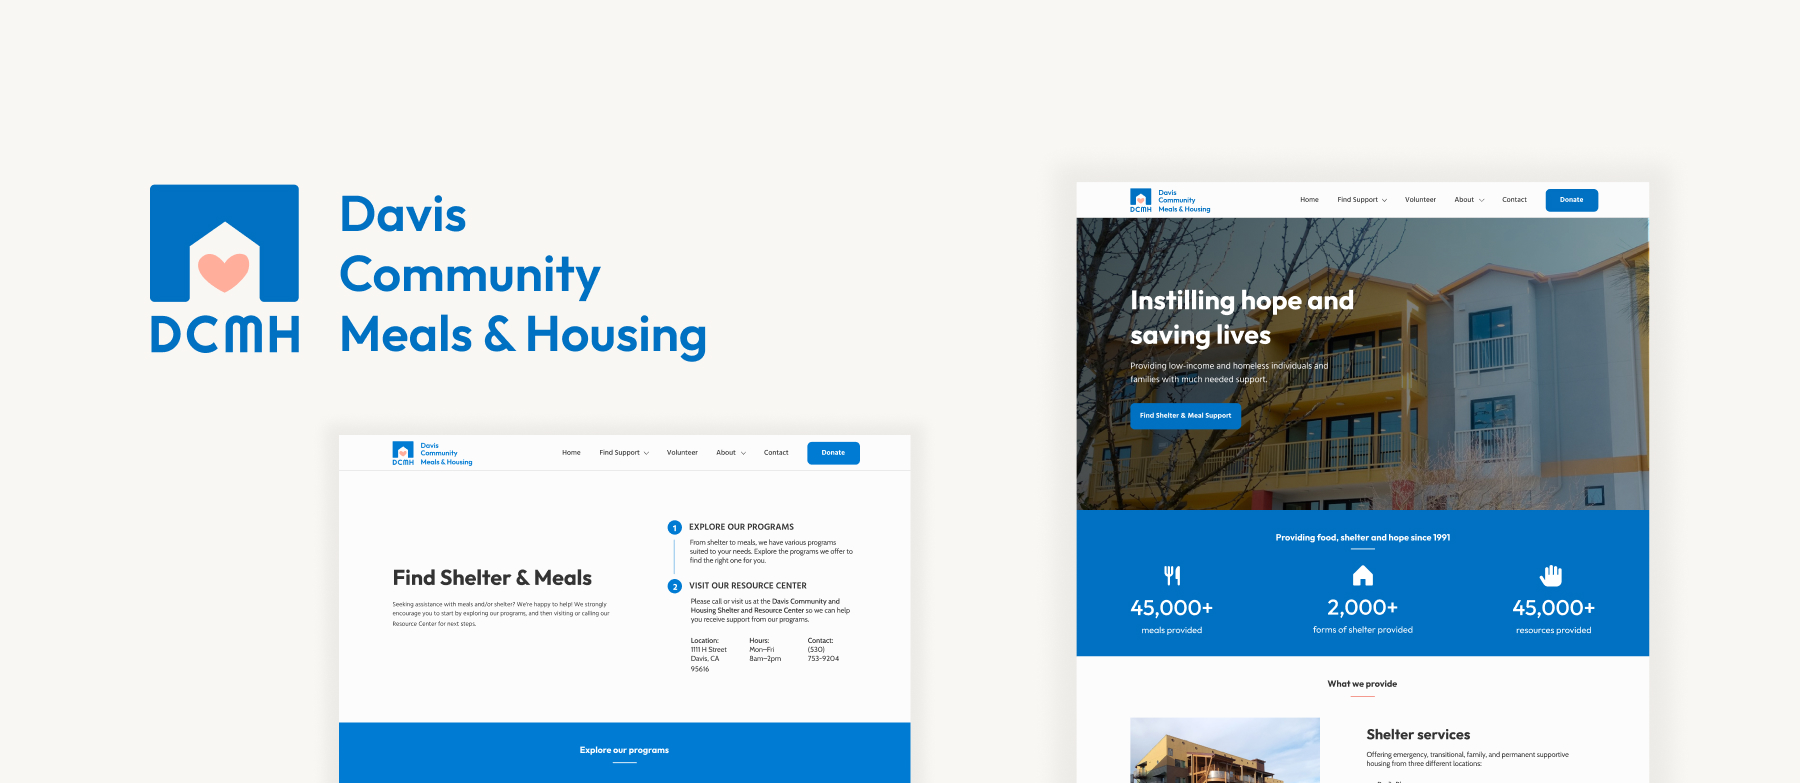 DCMH
Davis
Community
Meals & Housing
DCMH
Davis
Community
Meals & Housing
Home
Find Support
Volunteer
About
Contact
Donate
Find Shelter & Meals
Seeking assistance with meals and/or shelter? We're happy to help! We strongly
encourage you to start by exploring our programs, and then visiting or calling our
Resource Center for next steps.
1
EXPLORE OUR PROGRAMS
From shelter to meals, we have various programs
suited to your needs. Explore the programs we offer to
find the right one for you.
2
VISIT OUR RESOURCE CENTER
Please call or visit us at the Davis Community and
Housing Shelter and Resource Center so we can help
you receive support from our programs.
Location:
1111 H Street
Davis, CA
95616
Hours:
Mon–Fri
8am–2pm
Contact:
(530)
753-9204
Explore our programs
DCMH
Davis
Community
Meals & Housing
Home
Find Support
Volunteer
About
Contact
Donate
Instilling hope and
saving lives
Providing low-income and homeless individuals and
families with much needed support.
Find Shelter & Meal Support
Providing food, shelter and hope since 1991
45,000+
meals provided
2,000+
forms of shelter provided
45,000+
resources provided
What we provide
Shelter services
Offering emergency, transitional, family, and permanent supportive
housing from three different locations: